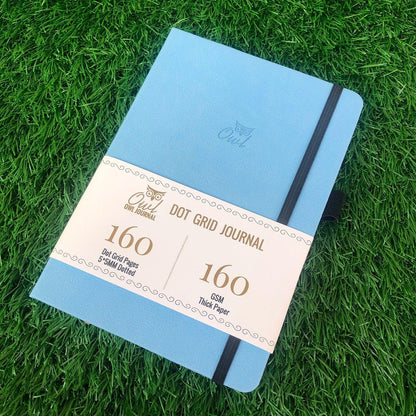 Owl
Owl
OWL JOURNAL
DOT GRID JOURNAL
160
Dot Grid Pages
5*5MM Dotted
160
GSM
Thick Paper